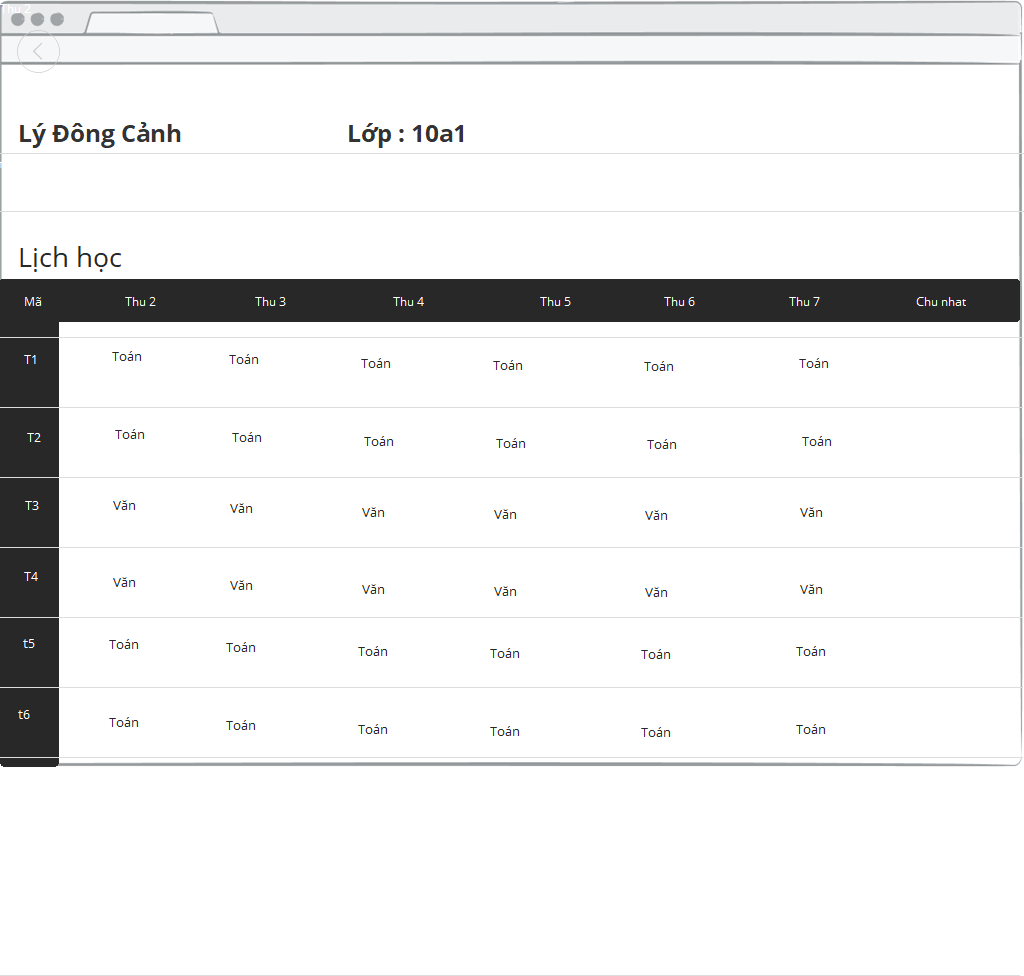 Thu 2
Lý Đông Cảnh Lớp : 10a1
Lịch học
Mã Thu 2 Thu 3 Thu 4 Thu 5 Thu 6 Thu 7 Chu nhat
T1 Toán Toán Toán Toán Toán Toán
T2 Toán Toán Toán Toán Toán Toán
T3 Văn Văn Văn Văn Văn Văn
T4 Văn Văn Văn Văn Văn Văn
t5 Toán Toán Toán Toán Toán Toán
t6 Toán Toán Toán Toán Toán Toán